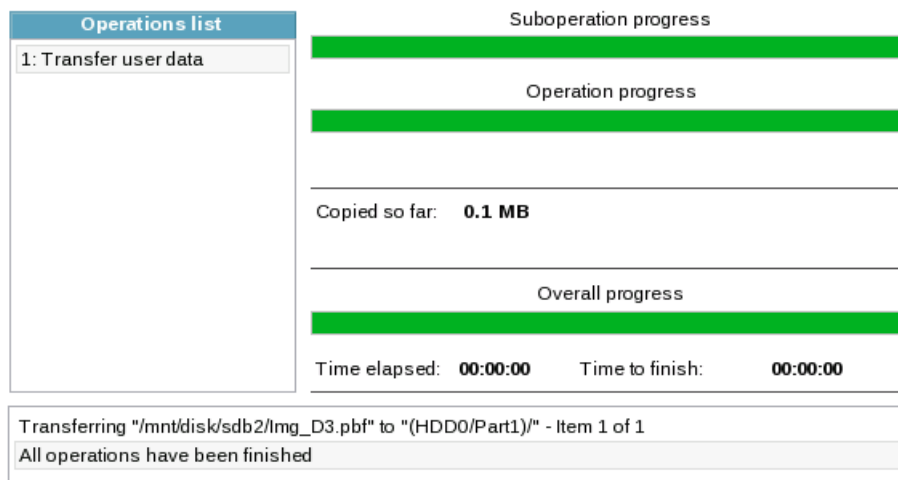 Operations list
1: Transfer user data
Suboperation progress
Operation progress
Copied so far: 0.1 MB
Overall progress
Time elapsed: 00:00:00 Time to finish: 00:00:00
Transferring "/mnt/disk/sdb2/Img_D3.pbf" to "(HDD0/Part1)/" - Item 1 of 1
All operations have been finished